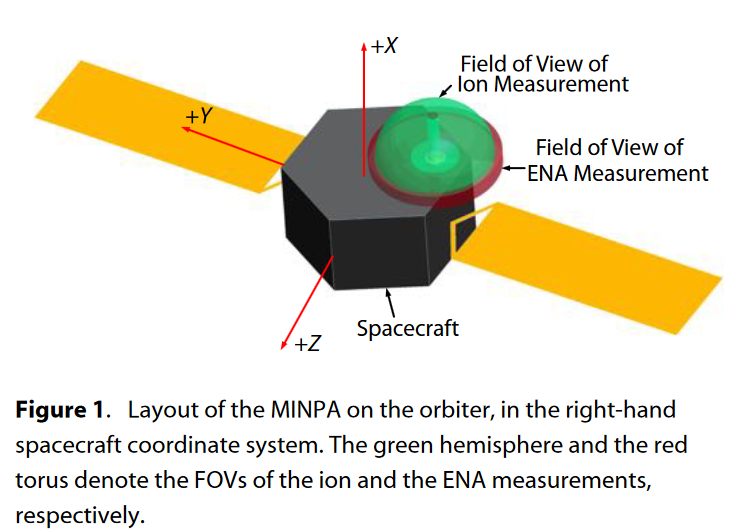 +X
Field of View of
Ion Measurement
+Y
Field of View of
ENA Measurement
Spacecraft
+Z
Figure 1. Layout of the MINPA on the orbiter, in the right-hand
spacecraft coordinate system. The green hemisphere and the red
torus denote the FOVs of the ion and the ENA measurements,
respectively.